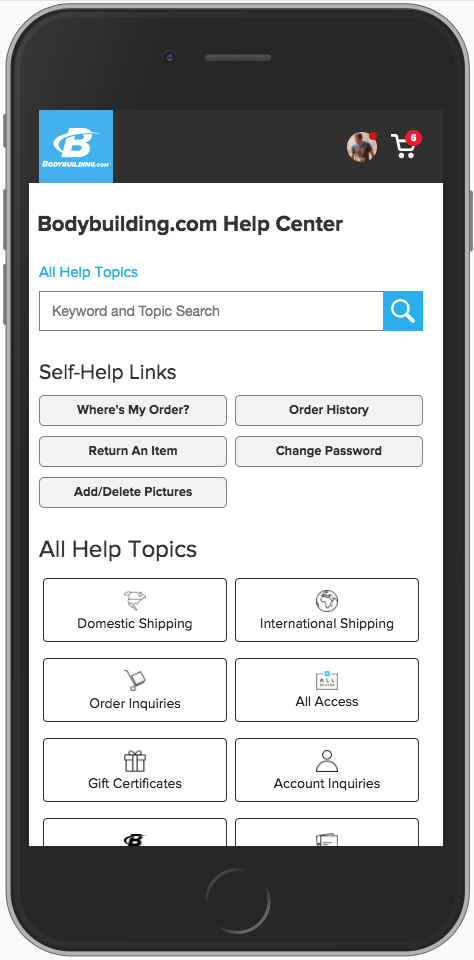 6
BODYBUILDING.com
Bodybuilding.com Help Center
All Help Topics
Keyword and Topic Search
Self-Help Links
Where's My Order?
Order History
Return An Item
Change Password
Add/Delete Pictures
All Help Topics
Domestic Shipping
International Shipping
Order Inquiries
ALL
ACCESS
All Access
Gift Certificates
Account Inquiries